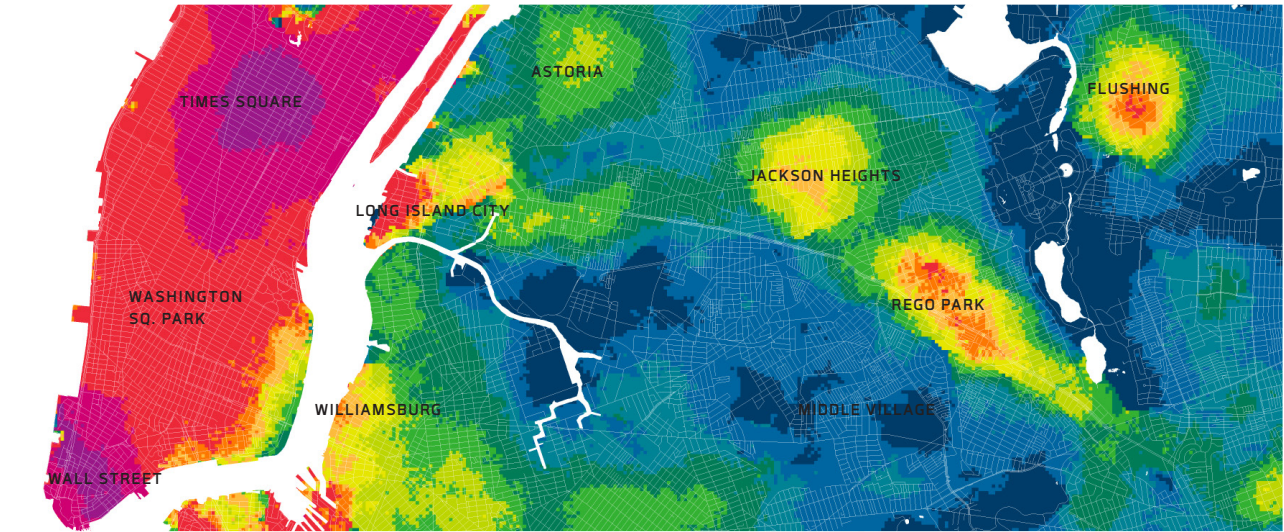 ASTORIA
FLUSHING
TIMES SQUARE
JACKSON HEIGHTS
LONG ISLAND CITY
WASHINGTON
SQ. PARK
REGO PARK
WILLIAMSBURG
MIDDLE VILLAGE
WALL STREET